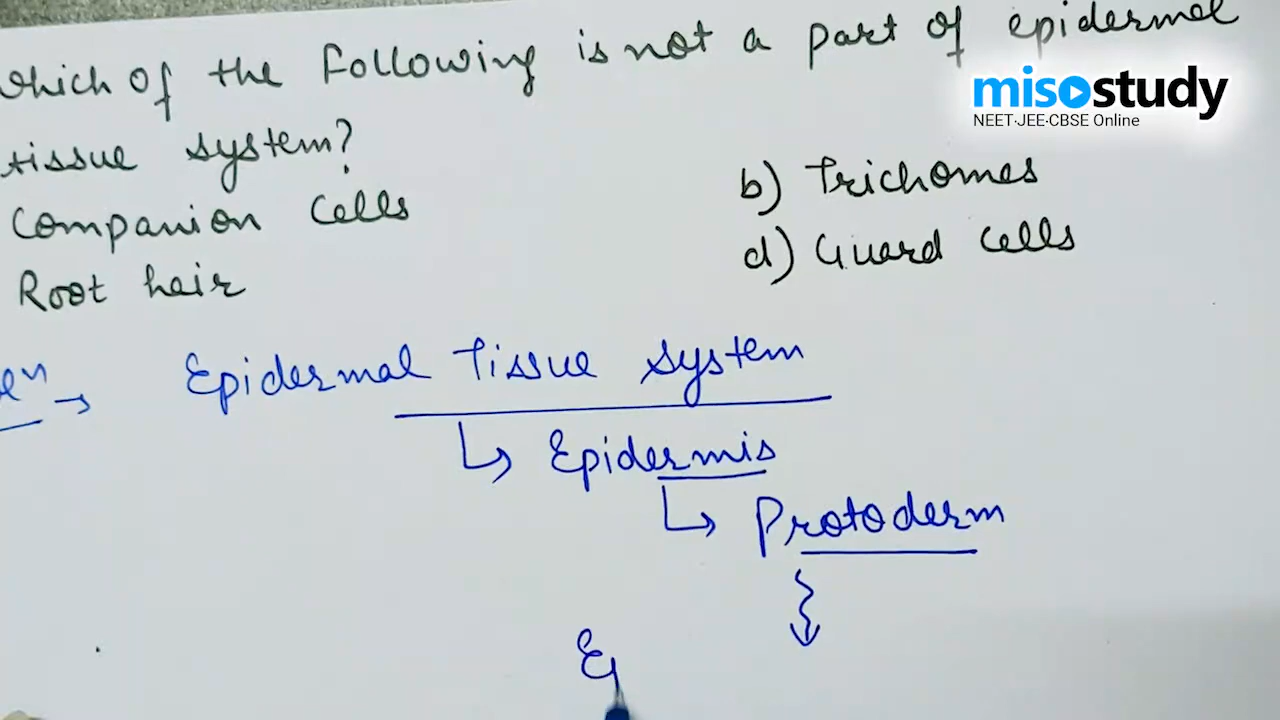 which of the following is not a part of epidermal
misostudy
NEET·JEE·CBSE Online
tissue system?
Companion Cells
b) Trichomes
Root hair
d) Guard cells
→ Epidermal Tissue system
↳ Epidermis
↳ Protoderm